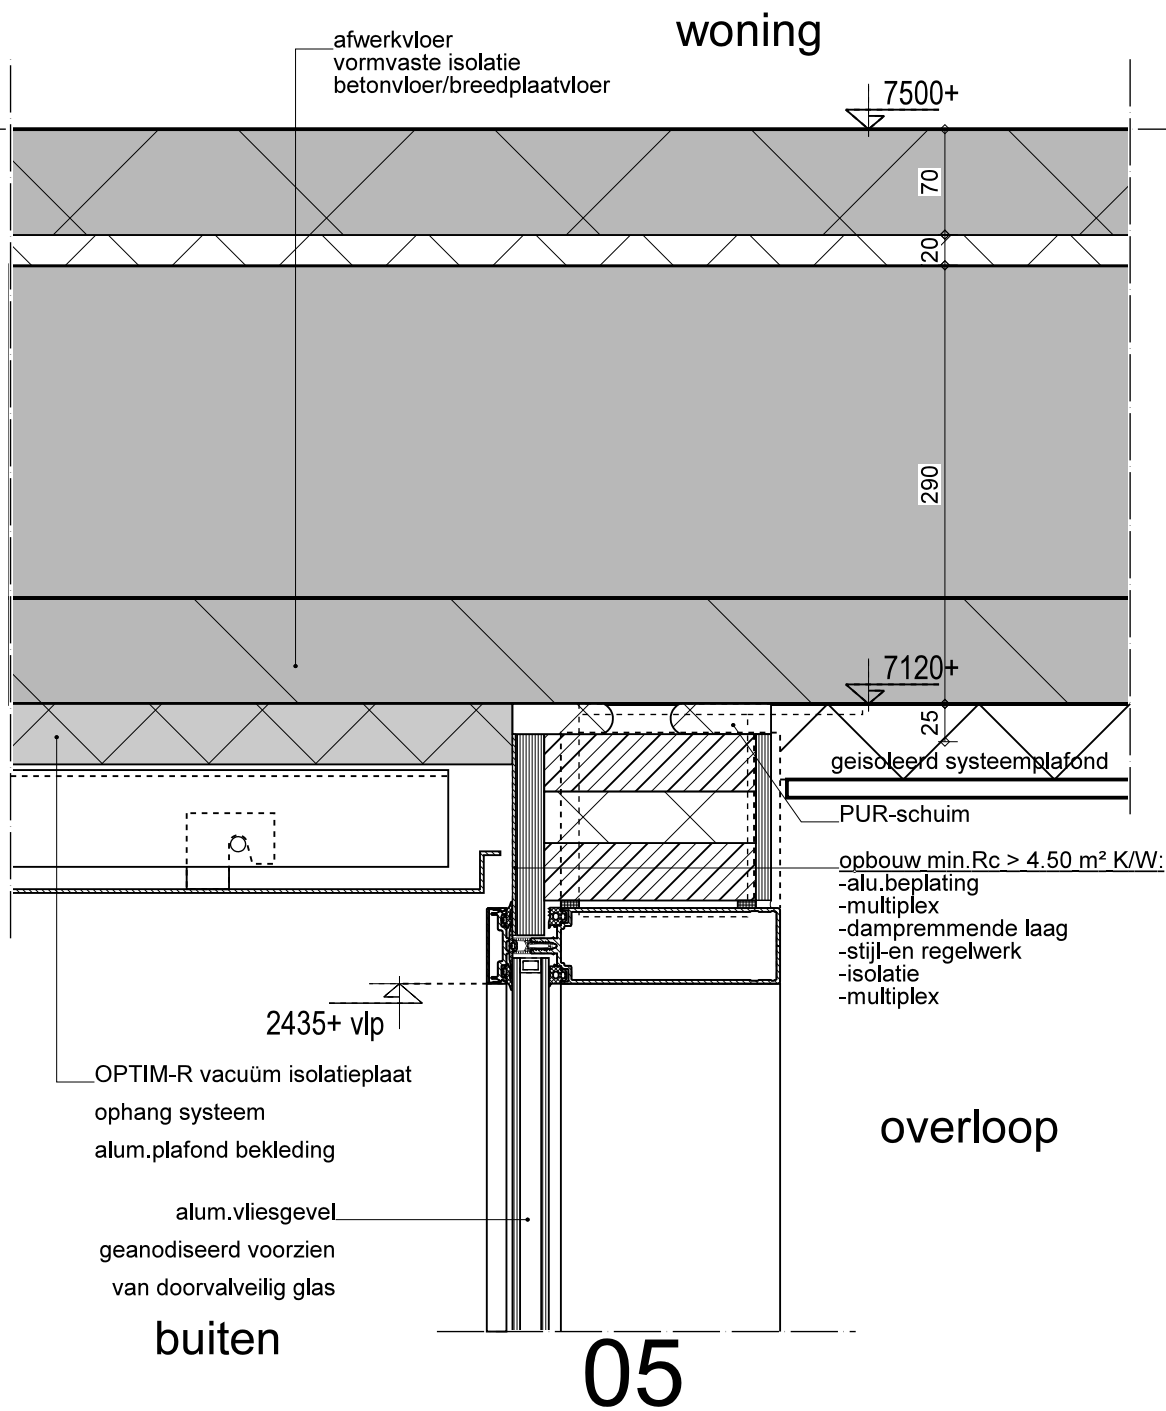 woning
afwerkvloer
vormvaste isolatie
betonvloer/breedplaatvloer
7500+
70
20
290
7120+
25
geisoleerd systeemplafond
PUR-schuim
opbouw min.Rc > 4.50 m² K/W:
-alu.beplating
-multiplex
-dampremmende laag
-stijl-en regelwerk
-isolatie
-multiplex
2435+ vlp
OPTIM-R vacuüm isolatieplaat
ophang systeem
alum.plafond bekleding
overloop
alum.vliesgevel
geanodiseerd voorzien
van doorvalveilig glas
buiten
05